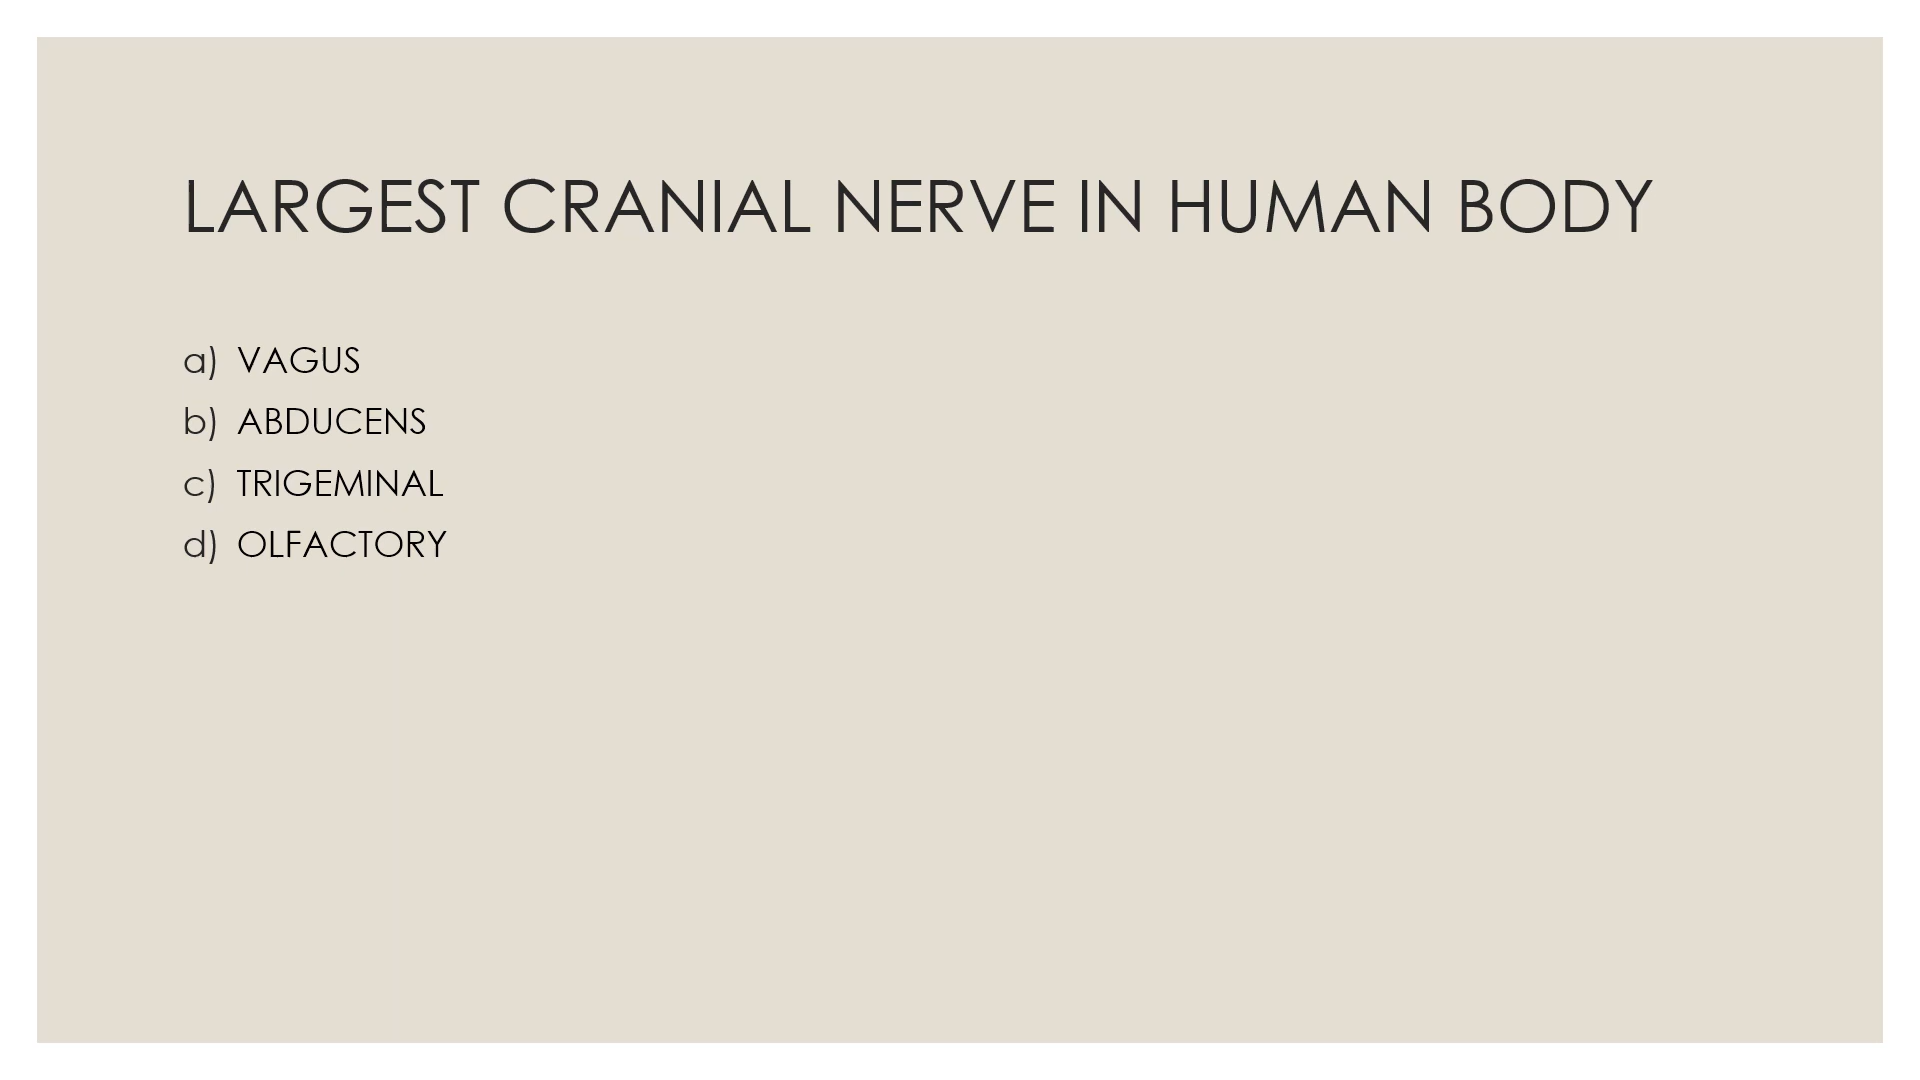 LARGEST CRANIAL NERVE IN HUMAN BODY
a) VAGUS
b) ABDUCENS
c) TRIGEMINAL
d) OLFACTORY